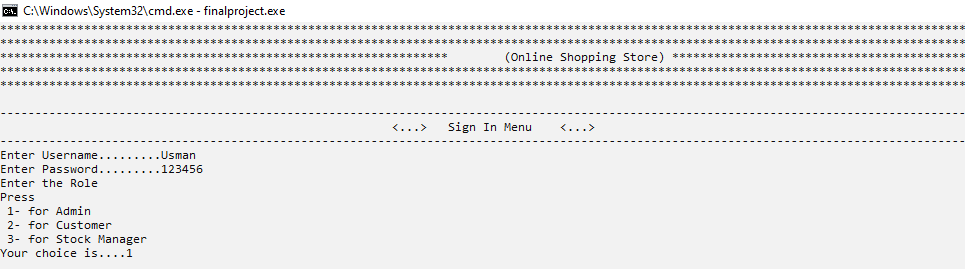 C:\Windows\System32\cmd.exe - finalproject.exe
******************************************************************************************************************************************
******************************************************************************************************************************************
**************************************************************** (Online Shopping Store) ******************************************
******************************************************************************************************************************************
******************************************************************************************************************************************
------------------------------------------------------------------------------------------------------------------------------------------
<...> Sign In Menu <...>
------------------------------------------------------------------------------------------------------------------------------------------
Enter Username.........Usman
Enter Password.........123456
Enter the Role
Press
1- for Admin
2- for Customer
3- for Stock Manager
Your choice is....1